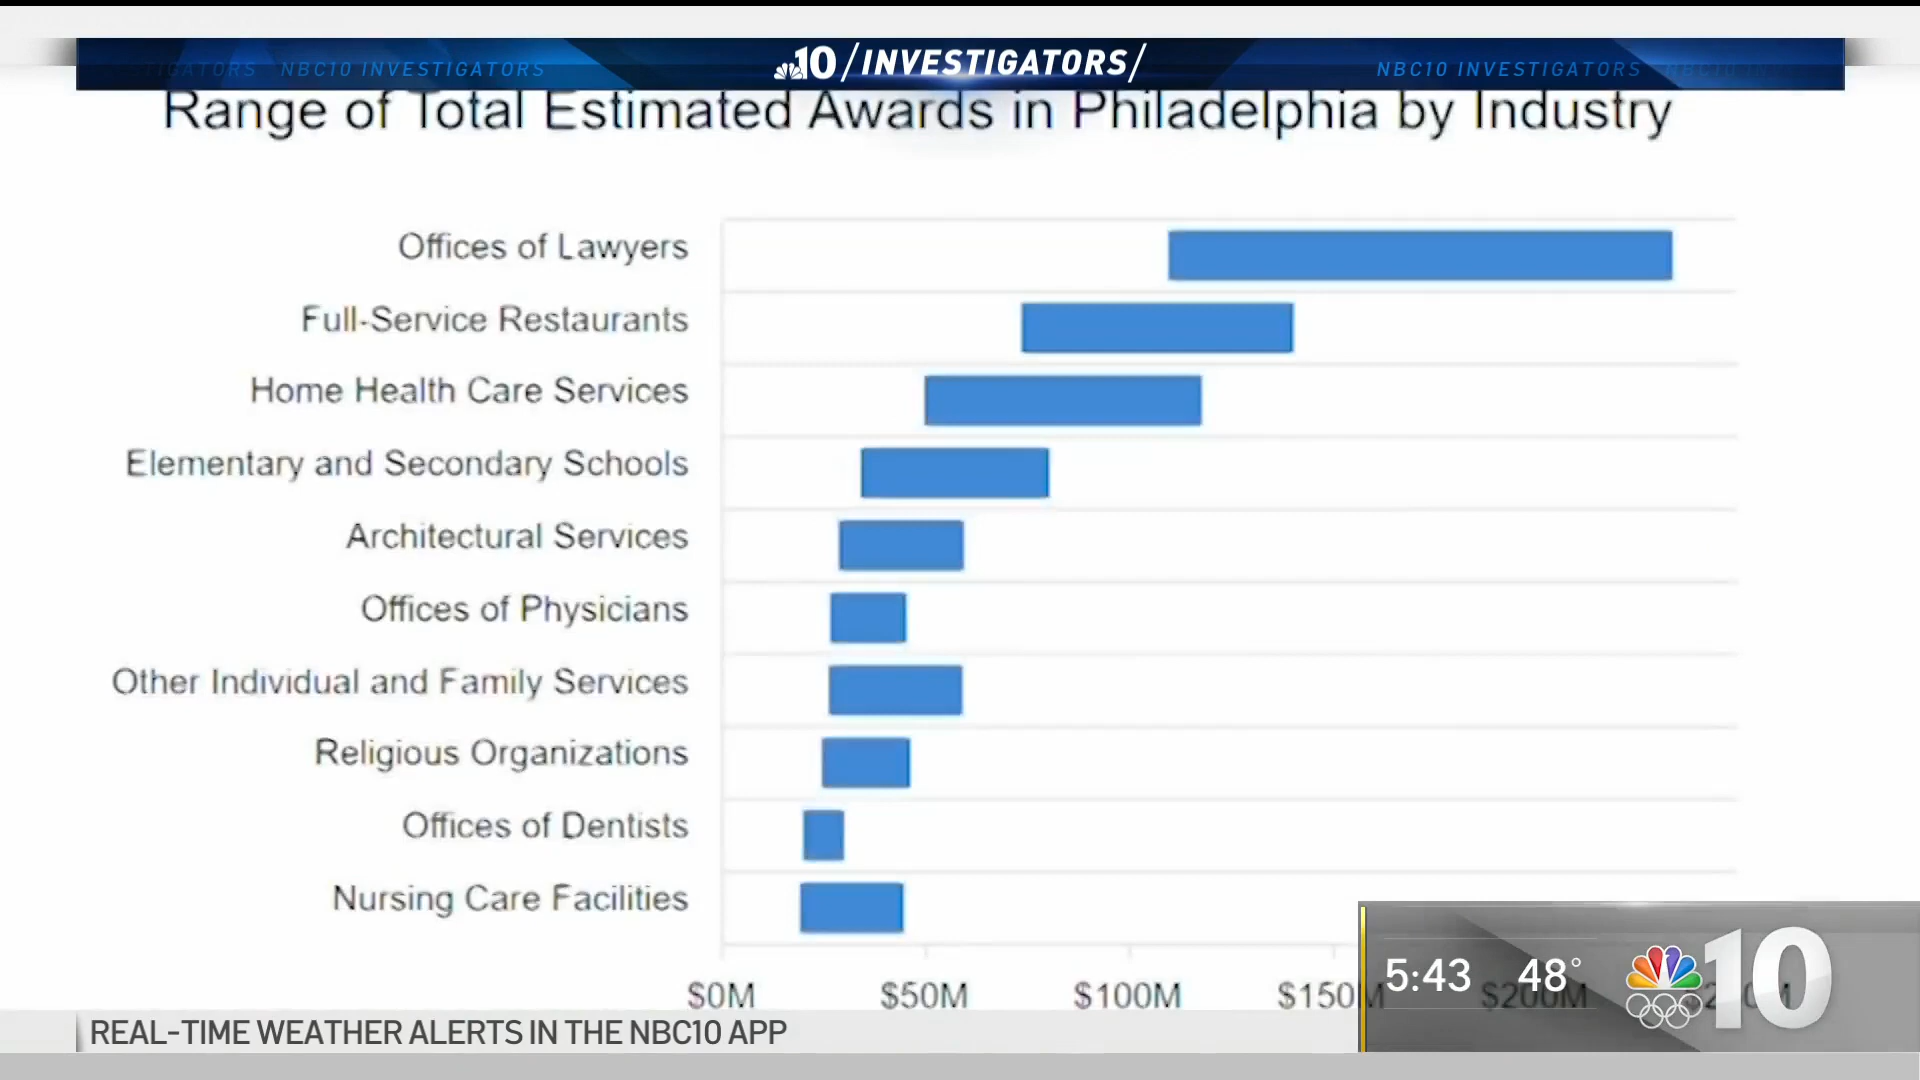 NBC10 INVESTIGATORS
10/INVESTIGATORS/
NBC10 INVESTIGATORS
Range of Total Estimated Awards in Philadelphia by Industry
Offices of Lawyers
Full-Service Restaurants
Home Health Care Services
Elementary and Secondary Schools
Architectural Services
Offices of Physicians
Other Individual and Family Services
Religious Organizations
Offices of Dentists
Nursing Care Facilities
$0M $50M $100M $150M $200M
5:43 48° 10
REAL-TIME WEATHER ALERTS IN THE NBC10 APP